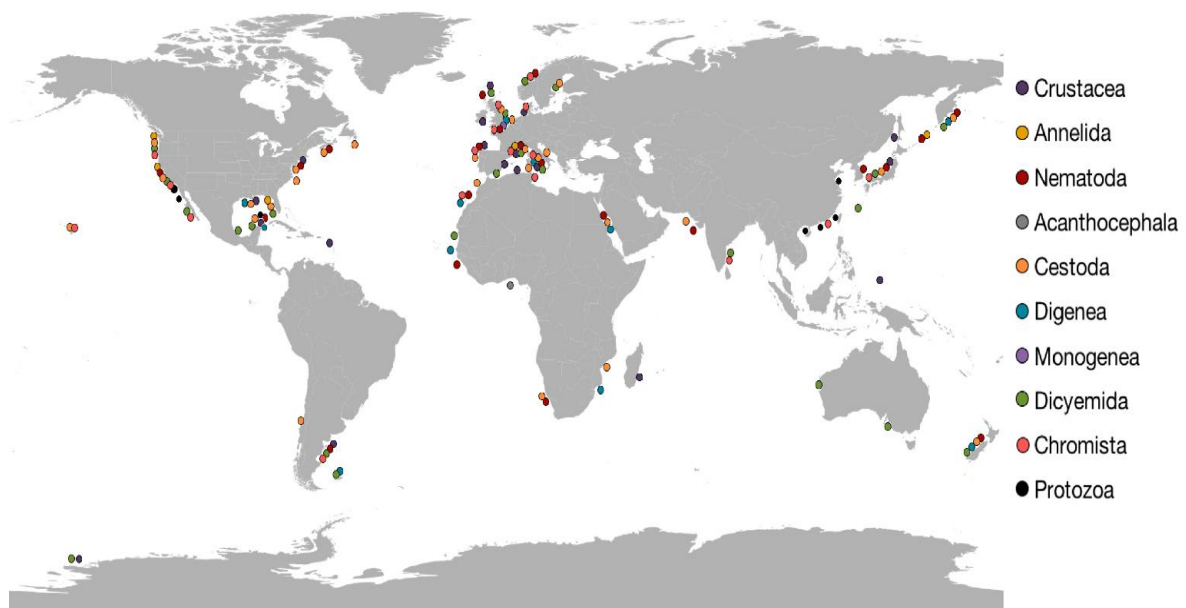 Crustacea
Annelida
Nematoda
Acanthocephala
Cestoda
Digenea
Monogenea
Dicyemida
Chromista
Protozoa